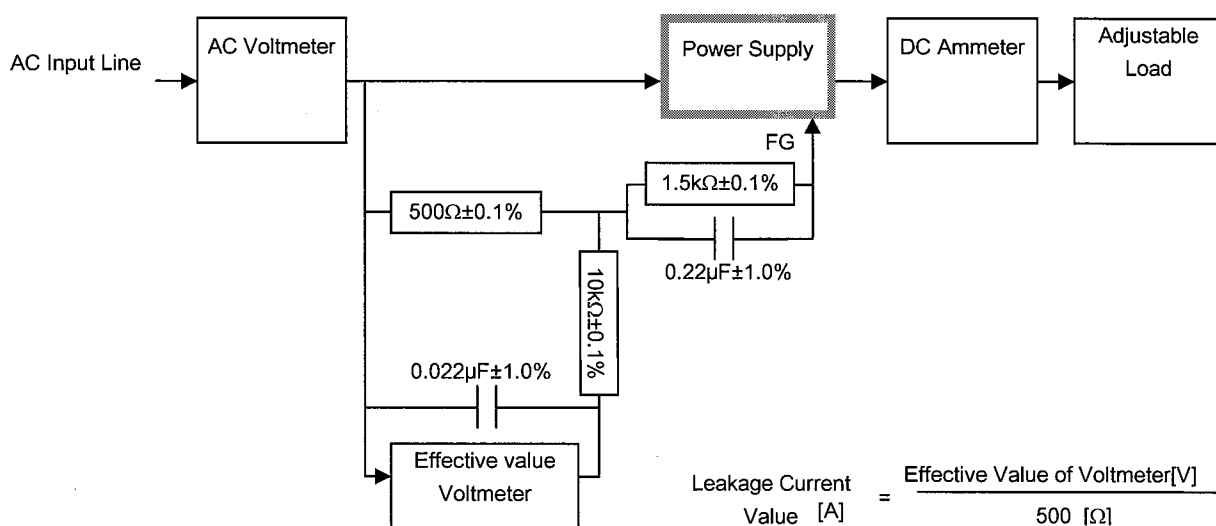 AC Input Line
AC Voltmeter
Power Supply
DC Ammeter
Adjustable
Load
FG
500Ω±0.1%
1.5kΩ±0.1%
0.22µF±1.0%
10kΩ±0.1%
0.022µF±1.0%
Effective value
Voltmeter
Leakage Current
Value [A]
=
Effective Value of Voltmeter[V]
500 [Ω]